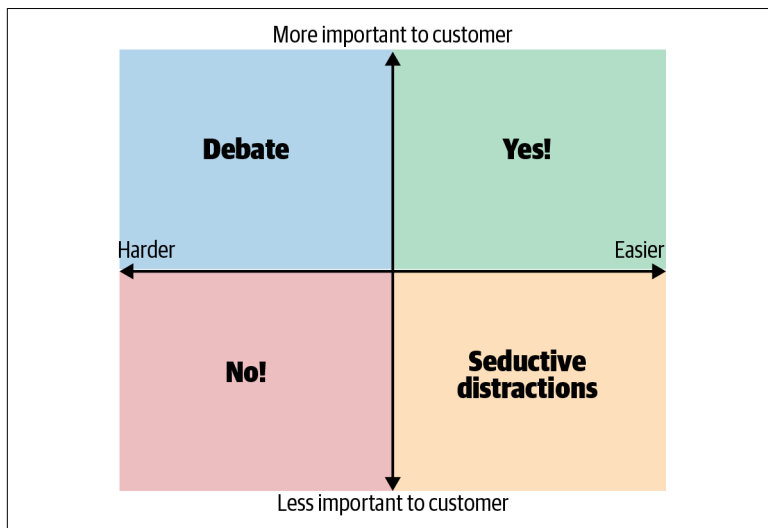 More important to customer
Debate
Yes!
Harder
Easier
No!
Seductive
distractions
Less important to customer